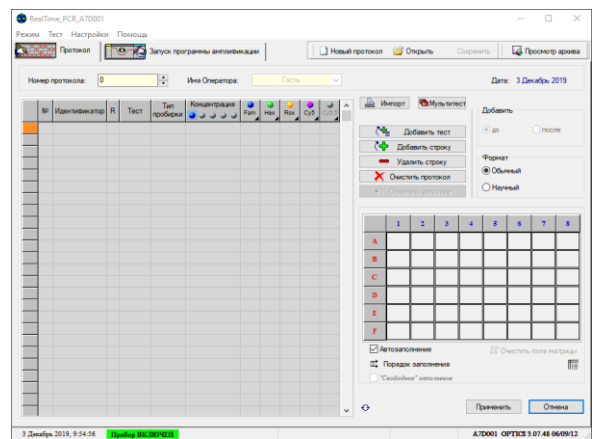 RealTime_PCR_A7D001
Режим Тест Настройки Помощь
Протокол Запуск программы амплификации Новый протокол Открыть Сохранить Просмотр архива
Номер протокола: 0 Имя Оператора: Гость Дата: 3 Декабрь 2019
№ Идентификатор R Тест Тип пробирки Концентрация Fam Hex Rox Cy5 Cy5.5
Импорт Мультитест
Добавить
до после
Добавить тест
Добавить строку
Удалить строку
Очистить протокол
Отменить действие
Формат
Обычный
Научный
1 2 3 4 5 6 7 8
A
B
C
D
E
F
Автозаполнение Очистить поле матрицы
Порядок заполнения
"Свободное" заполнение
Применить Отмена
3 Декабрь 2019, 9:54:56 Прибор ВКЛЮЧЕН A7D001 OPTICS 3.07.48 06/09/12